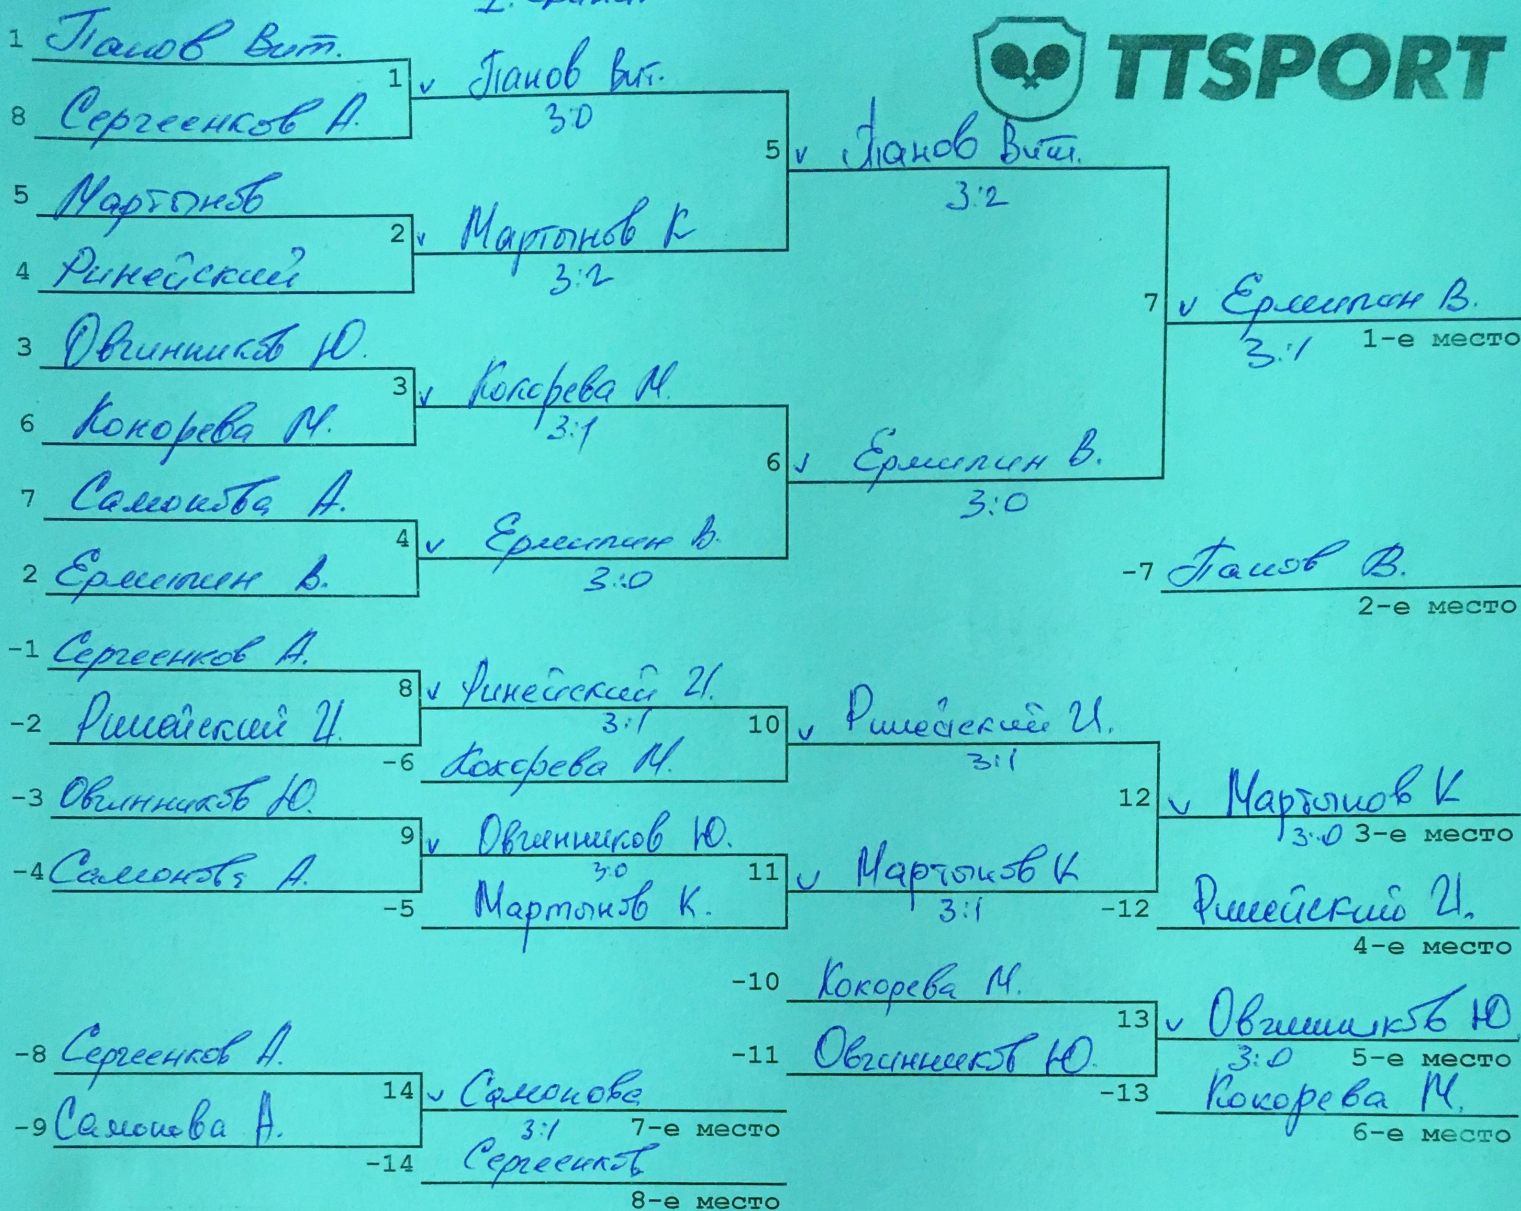 TTSPORT
1 Панов Вит.
1 v Панов Вит.
3:0
8 Сергеенков А.
5 v Панов Вит.
3:2
5 Мартынов
2 v Мартынов К
3:2
4 Ринейский
7 v Ермилин В.
3:1 1-е место
3 Овчинников Ю.
3 v Кокорева М.
3:1
6 Кокорева М.
6 v Ермилин В.
3:0
7 Самонова А.
4 v Ермилин В.
3:0
2 Ермилин В.
-7 Панов В.
2-е место
-1 Сергеенков А.
8 v Ринейский И.
3:1
-2 Ринейский И.
10 v Ринейский И.
3:1
-6 Кокорева М.
-3 Овчинников Ю.
12 v Мартынов К
3:0 3-е место
9 v Овчинников Ю.
3:0
-4 Самонова А.
11 v Мартынов К
3:1
-5 Мартынов К.
-12 Ринейский И.
4-е место
-10 Кокорева М.
13 v Овчинников Ю
3:0 5-е место
-11 Овчинников Ю.
-13 Кокорева М.
6-е место
-8 Сергеенков А.
14 v Самонова
3:1 7-е место
-9 Самонова А.
-14 Сергеенков
8-е место